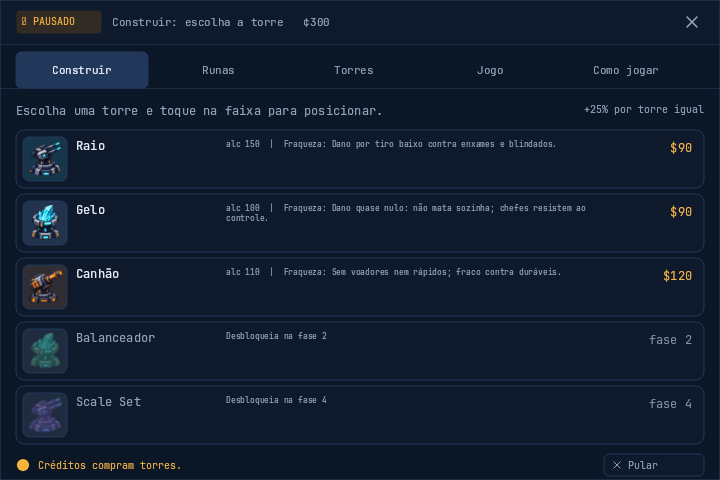 PAUSADO
Construir: escolha a torre $300
Construir Runas Torres Jogo Como jogar
Escolha uma torre e toque na faixa para posicionar. +25% por torre igual
Raio alc 150 | Fraqueza: Dano por tiro baixo contra enxames e blindados. $90
Gelo alc 100 | Fraqueza: Dano quase nulo: não mata sozinha; chefes resistem ao
controle. $90
Canhão alc 110 | Fraqueza: Sem voadores nem rápidos; fraco contra duráveis. $120
Balanceador Desbloqueia na fase 2 fase 2
Scale Set Desbloqueia na fase 4 fase 4
Créditos compram torres. Pular